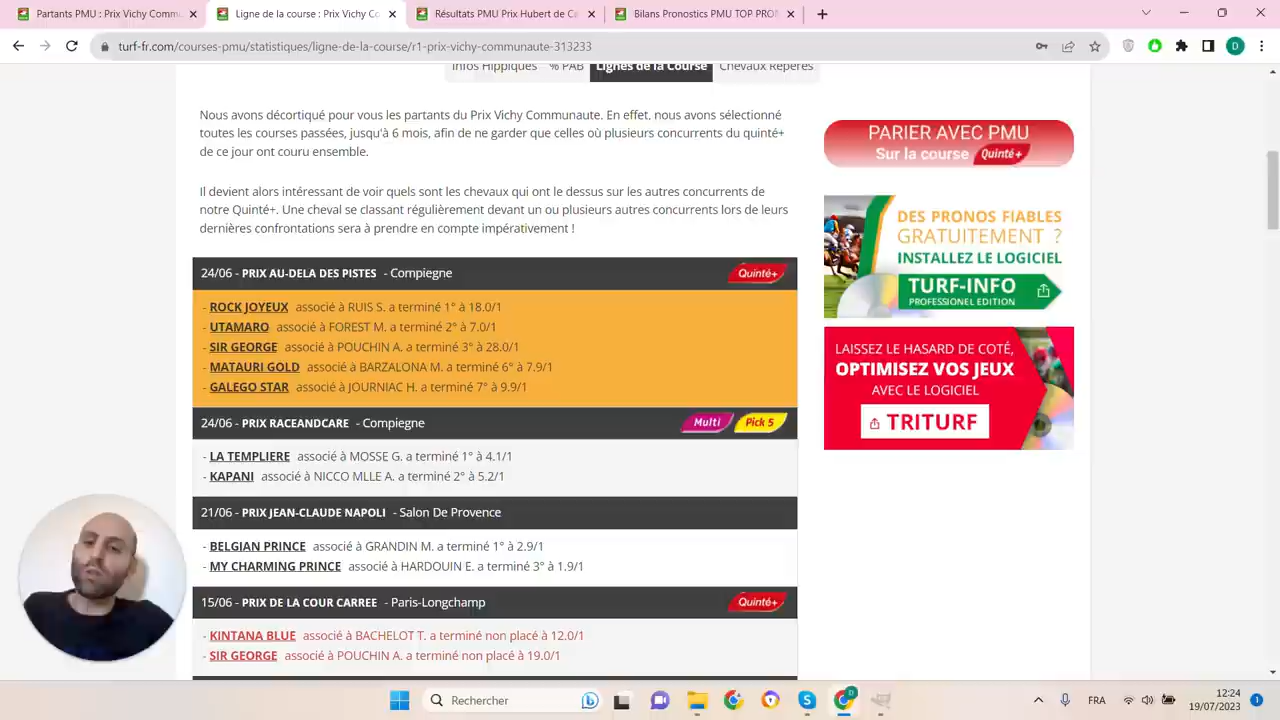 Partants PMU : Prix Vichy Commu
Ligne de la course : Prix Vichy Co
Résultats PMU Prix Hubert de Ca
Bilans Pronostics PMU TOP PRON
turf-fr.com/courses-pmu/statistiques/ligne-de-la-course/r1-prix-vichy-communaute-313233
D
Infos Hippiques
% PAB
Lignes de la Course
Chevaux Repères
Nous avons décortiqué pour vous les partants du Prix Vichy Communaute. En effet, nous avons sélectionné
toutes les courses passées, jusqu'à 6 mois, afin de ne garder que celles où plusieurs concurrents du quinté+
de ce jour ont couru ensemble.
Il devient alors intéressant de voir quels sont les chevaux qui ont le dessus sur les autres concurrents de
notre Quinté+. Une cheval se classant régulièrement devant un ou plusieurs autres concurrents lors de leurs
dernières confrontations sera à prendre en compte impérativement !
24/06 - PRIX AU-DELA DES PISTES - Compiegne
Quinté+
- ROCK JOYEUX associé à RUIS S. a terminé 1° à 18.0/1
- UTAMARO associé à FOREST M. a terminé 2° à 7.0/1
- SIR GEORGE associé à POUCHIN A. a terminé 3° à 28.0/1
- MATAURI GOLD associé à BARZALONA M. a terminé 6° à 7.9/1
- GALEGO STAR associé à JOURNIAC H. a terminé 7° à 9.9/1
24/06 - PRIX RACEANDCARE - Compiegne
Multi
Pick 5
- LA TEMPLIERE associé à MOSSE G. a terminé 1° à 4.1/1
- KAPANI associé à NICCO MLLE A. a terminé 2° à 5.2/1
21/06 - PRIX JEAN-CLAUDE NAPOLI - Salon De Provence
- BELGIAN PRINCE associé à GRANDIN M. a terminé 1° à 2.9/1
- MY CHARMING PRINCE associé à HARDOUIN E. a terminé 3° à 1.9/1
15/06 - PRIX DE LA COUR CARREE - Paris-Longchamp
Quinté+
- KINTANA BLUE associé à BACHELOT T. a terminé non placé à 12.0/1
- SIR GEORGE associé à POUCHIN A. a terminé non placé à 19.0/1
PARIER AVEC PMU
Sur la course Quinté+
DES PRONOS FIABLES
GRATUITEMENT ?
INSTALLEZ LE LOGICIEL
TURF-INFO
PROFESSIONEL EDITION
LAISSEZ LE HASARD DE COTÉ,
OPTIMISEZ VOS JEUX
AVEC LE LOGICIEL
TRITURF
Rechercher
D
FRA
12:24
19/07/2023